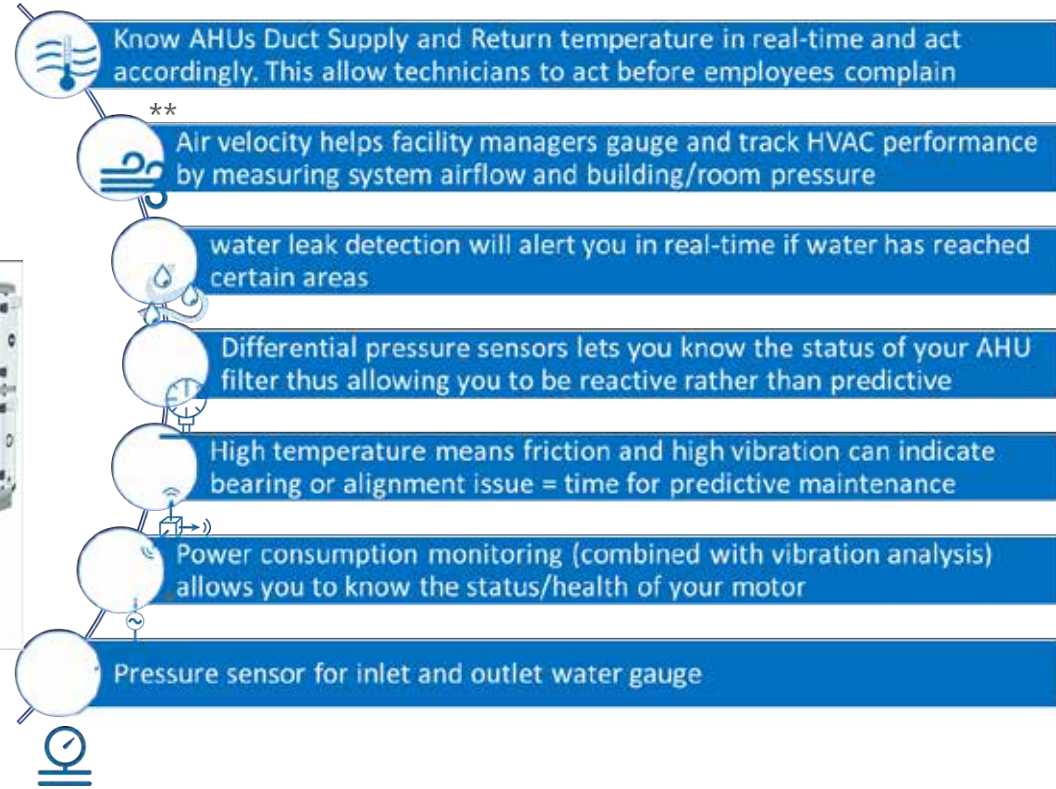 Know AHUs Duct Supply and Return temperature in real-time and act
accordingly. This allow technicians to act before employees complain
**
Air velocity helps facility managers gauge and track HVAC performance
by measuring system airflow and building/room pressure
water leak detection will alert you in real-time if water has reached
certain areas
Differential pressure sensors lets you know the status of your AHU
filter thus allowing you to be reactive rather than predictive
High temperature means friction and high vibration can indicate
bearing or alignment issue = time for predictive maintenance
Power consumption monitoring (combined with vibration analysis)
allows you to know the status/health of your motor
Pressure sensor for inlet and outlet water gauge